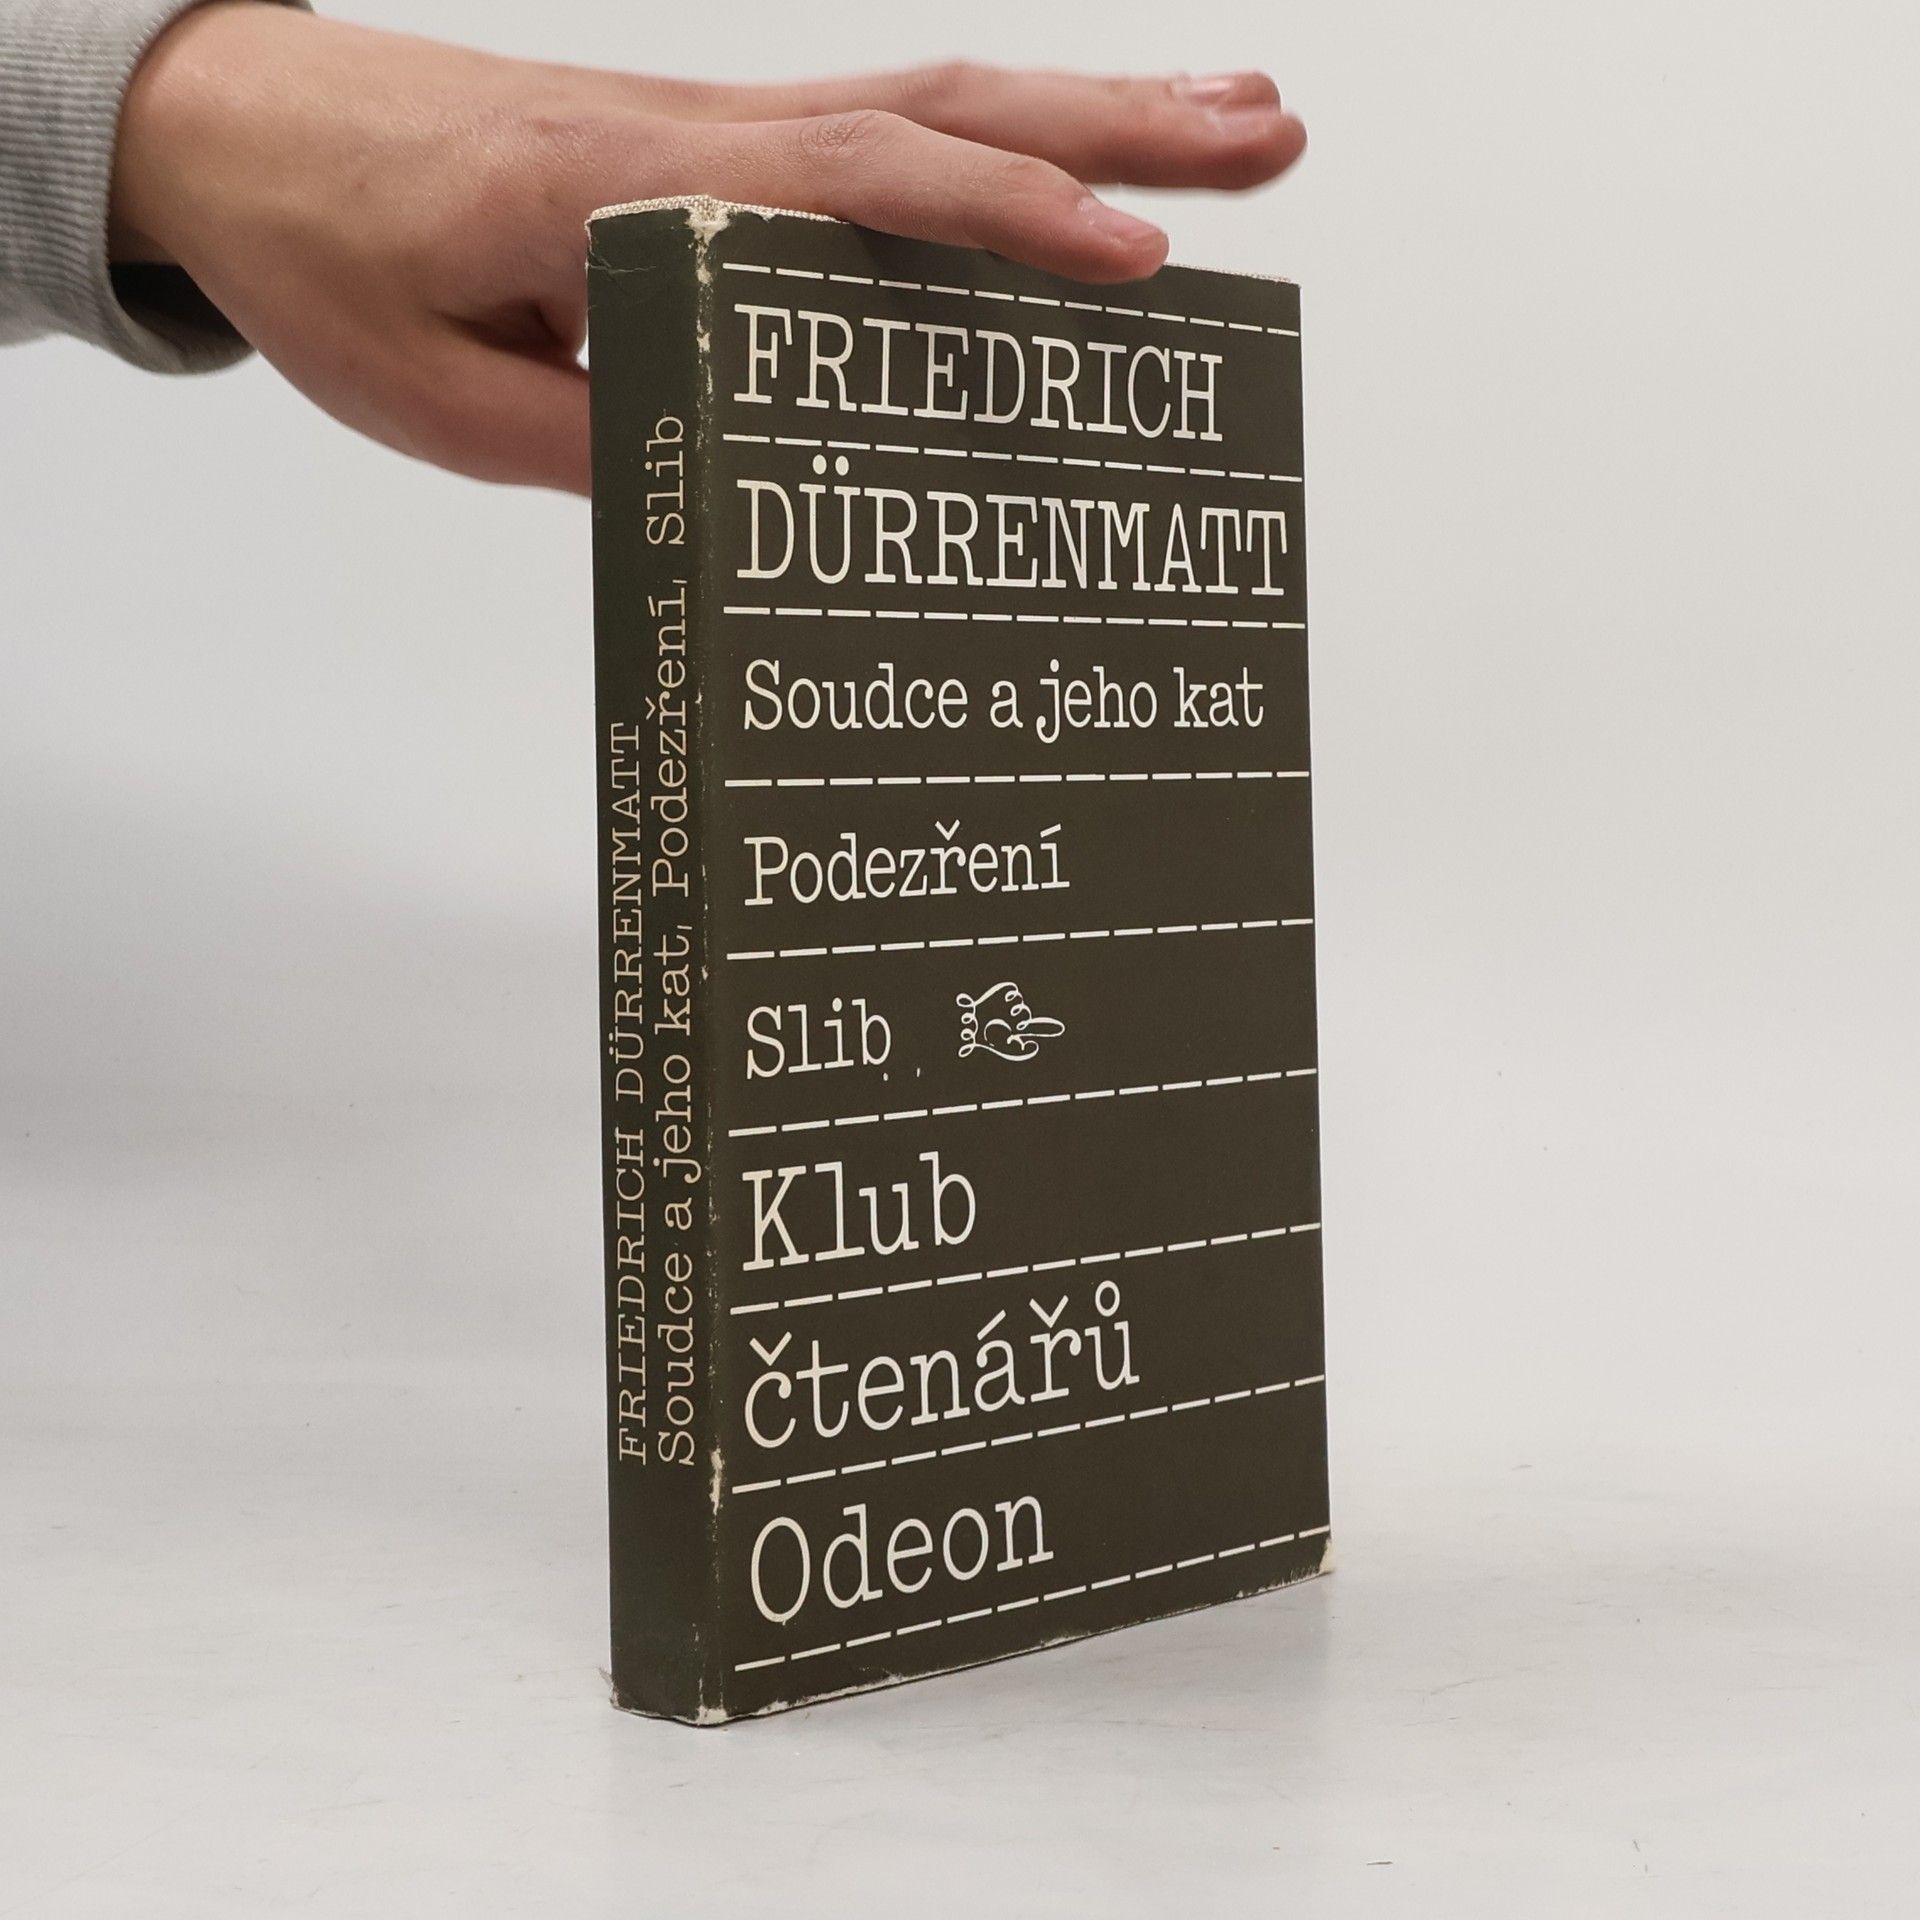 FRIEDRICH DÜRRENMATT
Soudce a jeho kat, Podezření, Slib
FRIEDRICH
DÜRRENMATT
Soudce a jeho kat
Podezření
Slib
Klub
čtenářů
Odeon